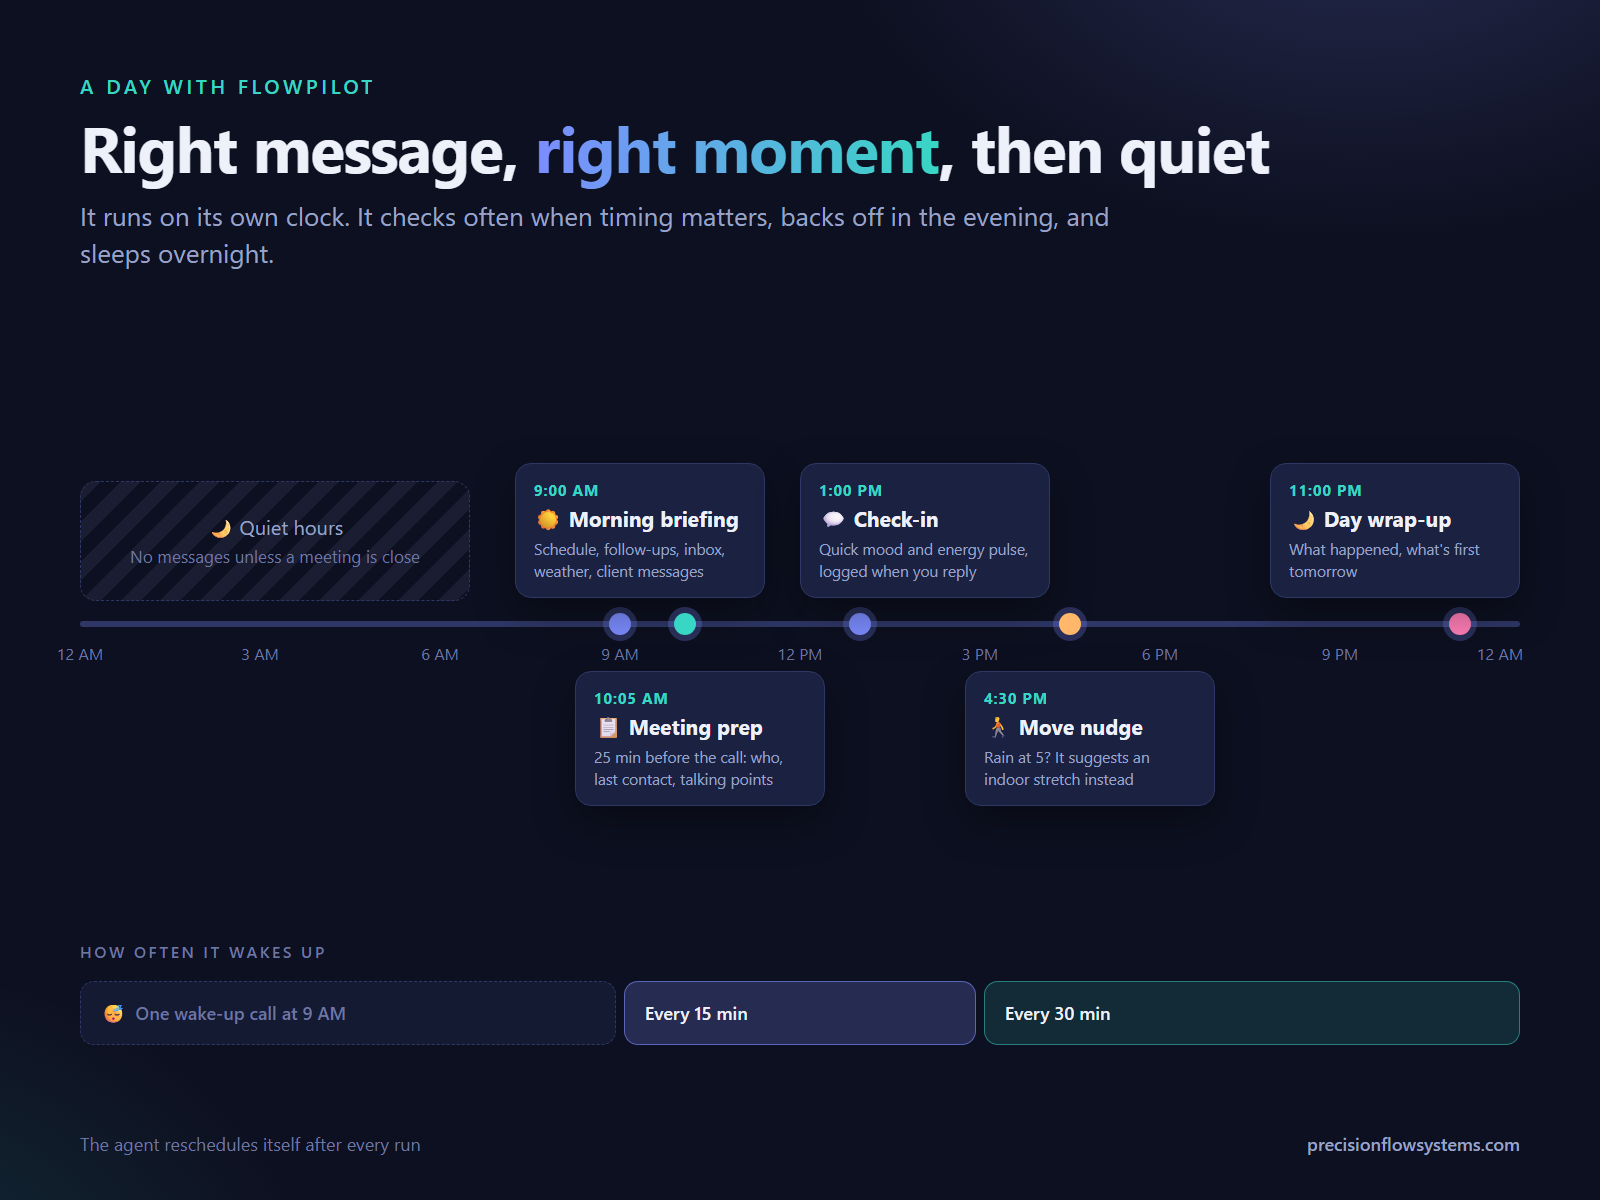 A DAY WITH FLOWPILOT
Right message, right moment, then quiet
It runs on its own clock. It checks often when timing matters, backs off in the evening, and
sleeps overnight.
🌙 Quiet hours
No messages unless a meeting is close
9:00 AM
Morning briefing
Schedule, follow-ups, inbox,
weather, client messages
1:00 PM
Check-in
Quick mood and energy pulse,
logged when you reply
11:00 PM
🌙 Day wrap-up
What happened, what's first
tomorrow
12 AM
3 AM
6 AM
9 AM
12 PM
3 PM
6 PM
9 PM
12 AM
10:05 AM
📋 Meeting prep
25 min before the call: who,
last contact, talking points
4:30 PM
Move nudge
Rain at 5? It suggests an
indoor stretch instead
HOW OFTEN IT WAKES UP
😴 One wake-up call at 9 AM
Every 15 min
Every 30 min
The agent reschedules itself after every run
precisionflowsystems.com